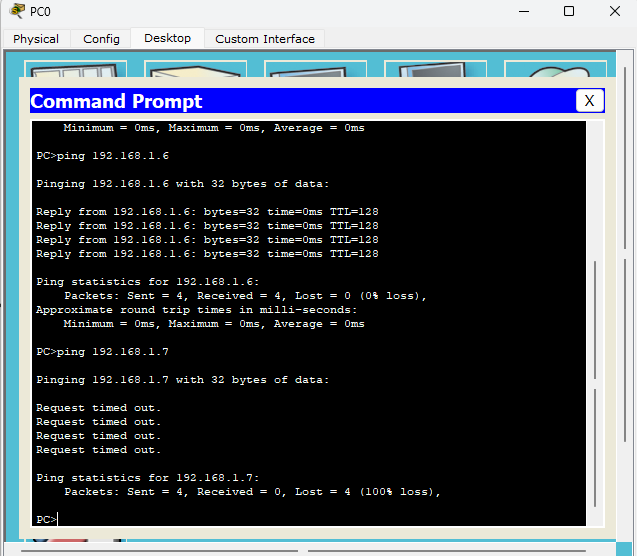 PC0
Physical Config Desktop Custom Interface
Command Prompt X
Minimum = 0ms, Maximum = 0ms, Average = 0ms
PC>ping 192.168.1.6
Pinging 192.168.1.6 with 32 bytes of data:
Reply from 192.168.1.6: bytes=32 time=0ms TTL=128
Reply from 192.168.1.6: bytes=32 time=0ms TTL=128
Reply from 192.168.1.6: bytes=32 time=0ms TTL=128
Reply from 192.168.1.6: bytes=32 time=0ms TTL=128
Ping statistics for 192.168.1.6:
Packets: Sent = 4, Received = 4, Lost = 0 (0% loss),
Approximate round trip times in milli-seconds:
Minimum = 0ms, Maximum = 0ms, Average = 0ms
PC>ping 192.168.1.7
Pinging 192.168.1.7 with 32 bytes of data:
Request timed out.
Request timed out.
Request timed out.
Request timed out.
Ping statistics for 192.168.1.7:
Packets: Sent = 4, Received = 0, Lost = 4 (100% loss),
PC>